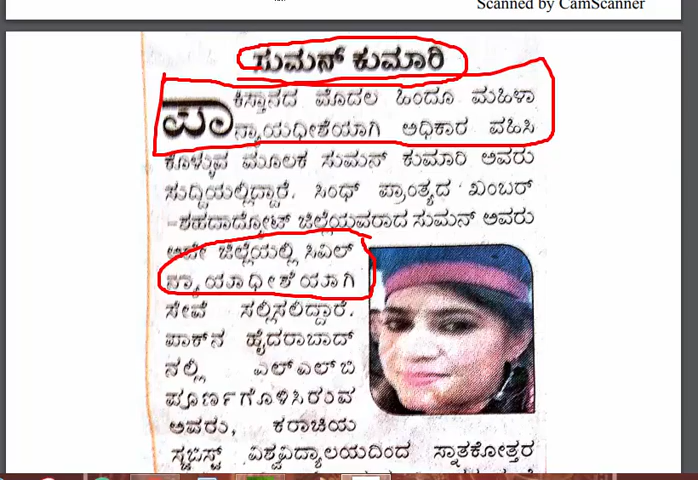 Scanned by CamScanner
ಸುಮನ್ ಕುಮಾರಿ
ಪಾಕಿಸ್ತಾನದ ಮೊದಲ ಹಿಂದೂ ಮಹಿಳಾ
ನ್ಯಾಯಧೀಶೆಯಾಗಿ ಅಧಿಕಾರ ವಹಿಸಿ
ಕೊಳ್ಳುವ ಮೂಲಕ ಸುಮನ್ ಕುಮಾರಿ ಅವರು
ಸುದ್ದಿಯಲ್ಲಿದ್ದಾರೆ. ಸಿಂಧ್ ಪ್ರಾಂತ್ಯದ ಖಂಬರ್
-ಶಹದಾದ್ಕೋಟ್ ಜಿಲ್ಲೆಯವರಾದ ಸುಮನ್ ಅವರು
ಅದೇ ಜಿಲ್ಲೆಯಲ್ಲಿ ಸಿವಿಲ್
ನ್ಯಾಯಾಧೀಶೆಯಾಗಿ
ಸೇವೆ ಸಲ್ಲಿಸಲಿದ್ದಾರೆ.
ಪಾಕ್‌ನ ಹೈದರಾಬಾದ್
ನಲ್ಲಿ ಎಲ್ಎಲ್‌ಬಿ
ಪೂರ್ಣಗೊಳಿಸಿರುವ
ಅವರು, ಕರಾಚಿಯ
ವಿಶ್ವವಿದ್ಯಾಲಯದಿಂದ ಸ್ನಾತಕೋತ್ತರ